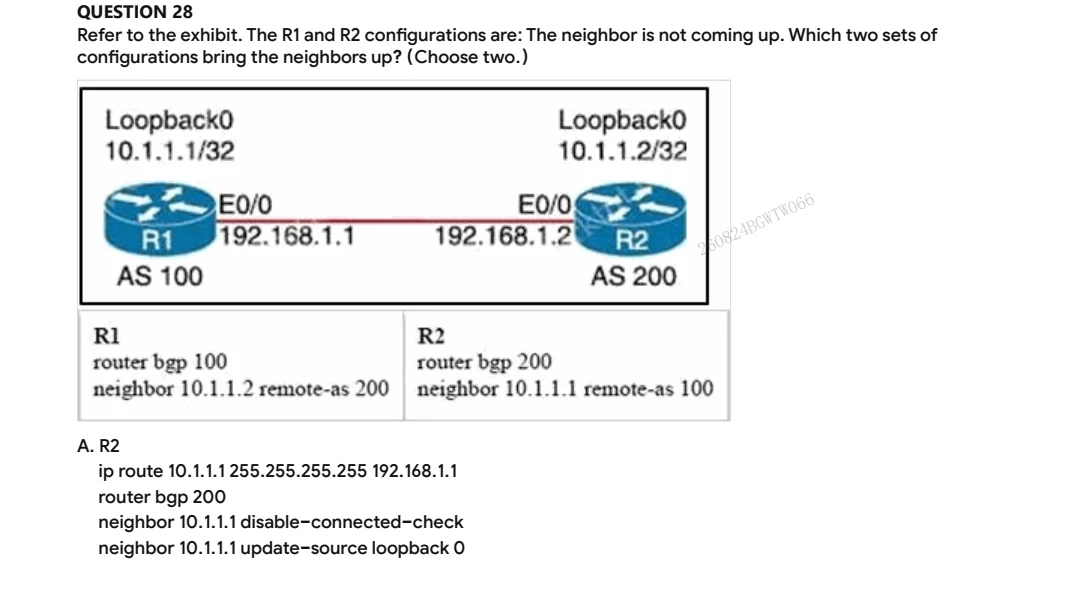 QUESTION 28
Refer to the exhibit. The R1 and R2 configurations are: The neighbor is not coming up. Which two sets of
configurations bring the neighbors up? (Choose two.)
Loopback0
10.1.1.1/32
Loopback0
10.1.1.2/32
E0/0
E0/0
192.168.1.1
192.168.1.2
R1
R2
AS 100
AS 200
260824BGWTW066
R1
router bgp 100
neighbor 10.1.1.2 remote-as 200
R2
router bgp 200
neighbor 10.1.1.1 remote-as 100
A. R2
ip route 10.1.1.1 255.255.255.255 192.168.1.1
router bgp 200
neighbor 10.1.1.1 disable-connected-check
neighbor 10.1.1.1 update-source loopback 0